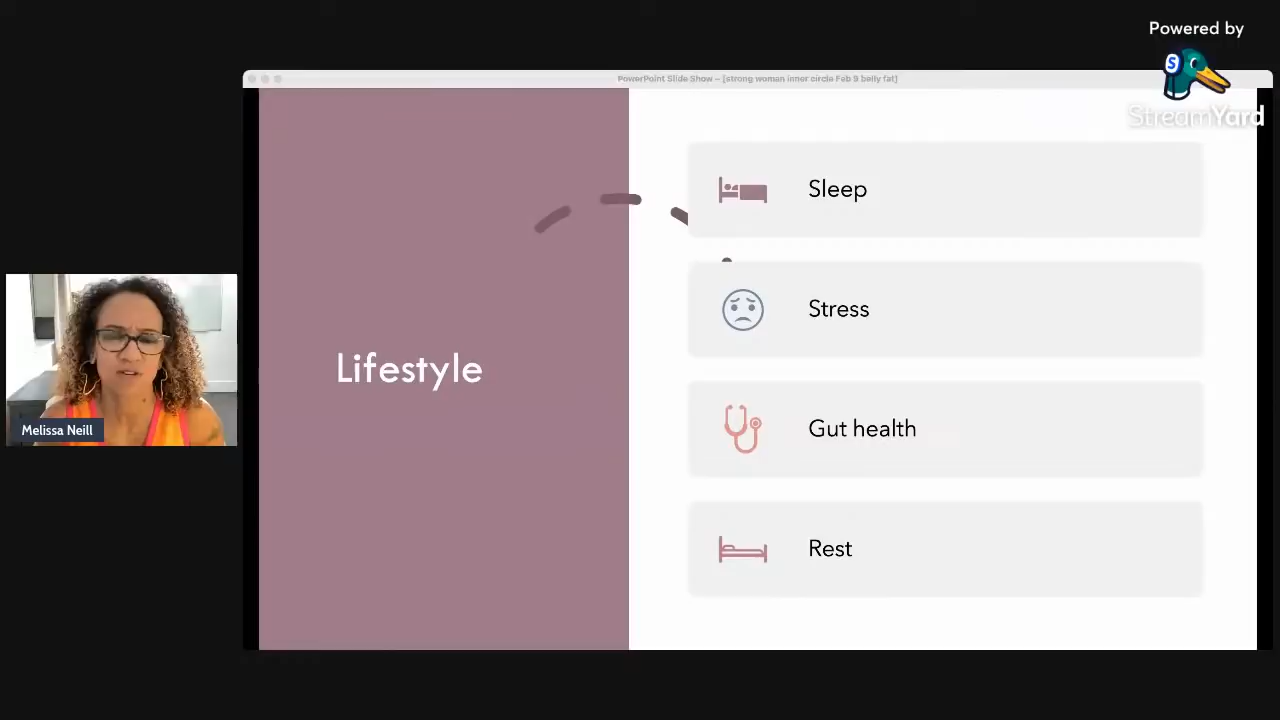 Powered by
StreamYard
PowerPoint Slide Show – [strong woman inner circle Feb 9 belly fat]
Lifestyle
Sleep
Stress
Gut health
Rest
Melissa Neill